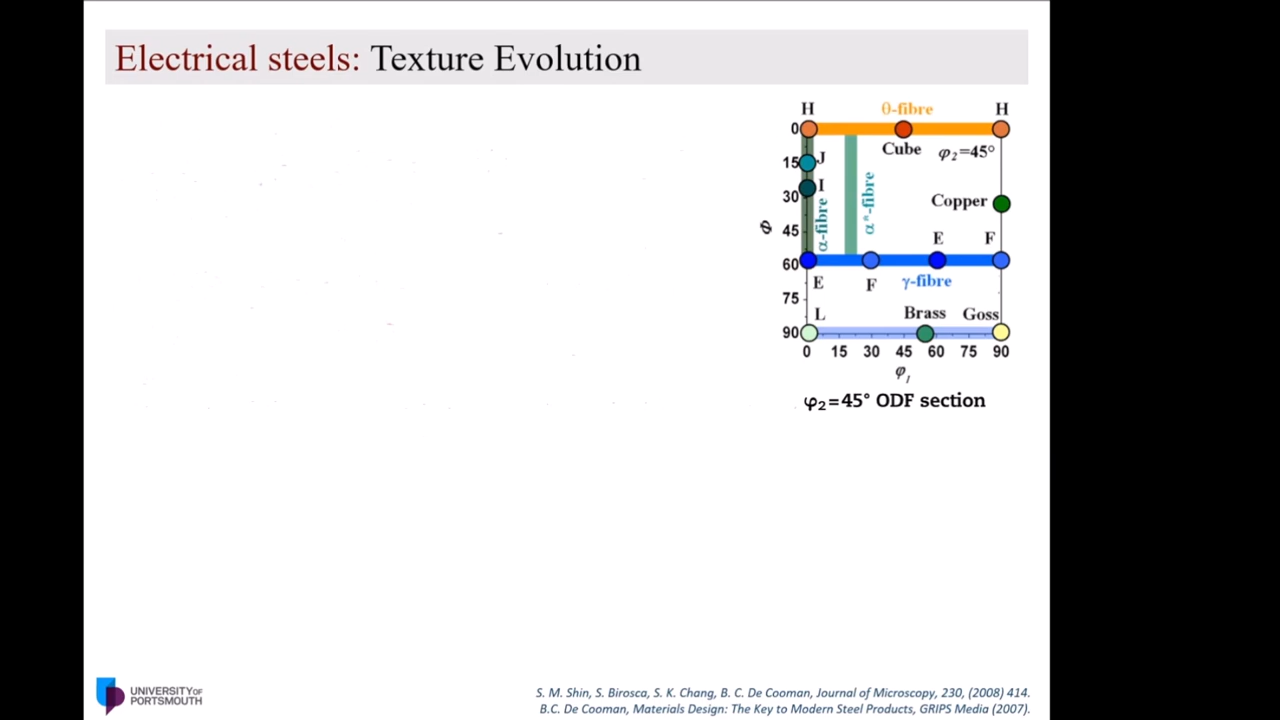 Electrical steels: Texture Evolution
H θ-fibre H
0
Cube φ2=45°
15 J
I
30
α-fibre
α*-fibre
Copper
Φ 45
E F
60
E F γ-fibre
75
L Brass Goss
90
0 15 30 45 60 75 90
φ1
φ2=45° ODF section
UNIVERSITY OF
PORTSMOUTH
S. M. Shin, S. Birosca, S. K. Chang, B. C. De Cooman, Journal of Microscopy, 230, (2008) 414.
B.C. De Cooman, Materials Design: The Key to Modern Steel Products, GRIPS Media (2007).